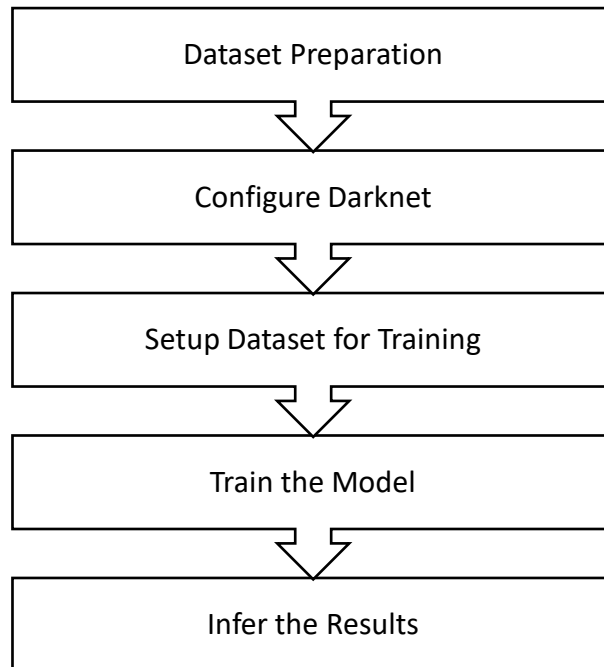 Dataset Preparation
Configure Darknet
Setup Dataset for Training
Train the Model
Infer the Results